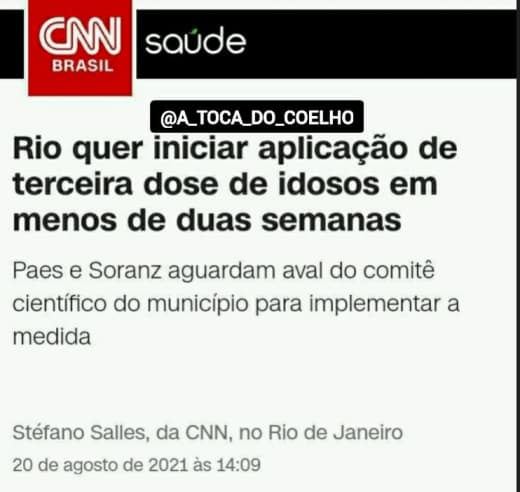 CNN saúde
BRASIL
@A_TOCA_DO_COELHO
Rio quer iniciar aplicação de
terceira dose de idosos em
menos de duas semanas
Paes e Soranz aguardam aval do comitê
científico do município para implementar a
medida
Stéfano Salles, da CNN, no Rio de Janeiro
20 de agosto de 2021 às 14:09